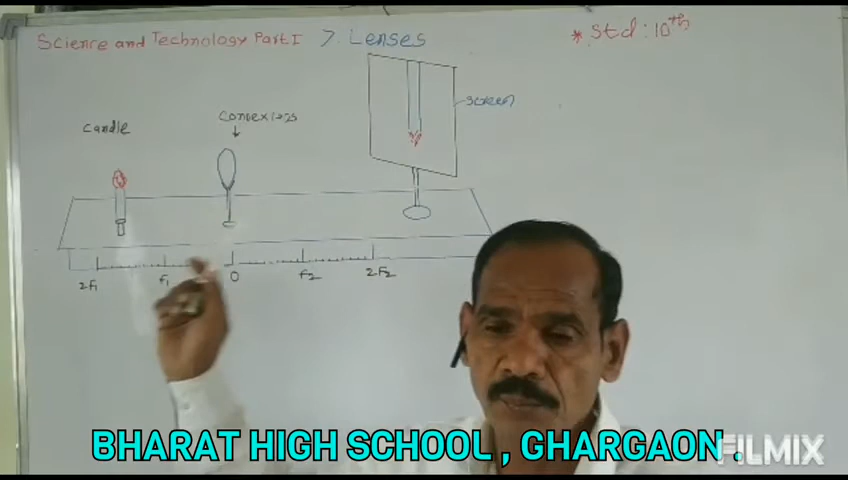 Science and Technology Part I 7. Lenses
* Std : 10th
screen
candle
convex lens
2F1 F1 O F2 2F2
BHARAT HIGH SCHOOL , GHARGAON .
FILMIX